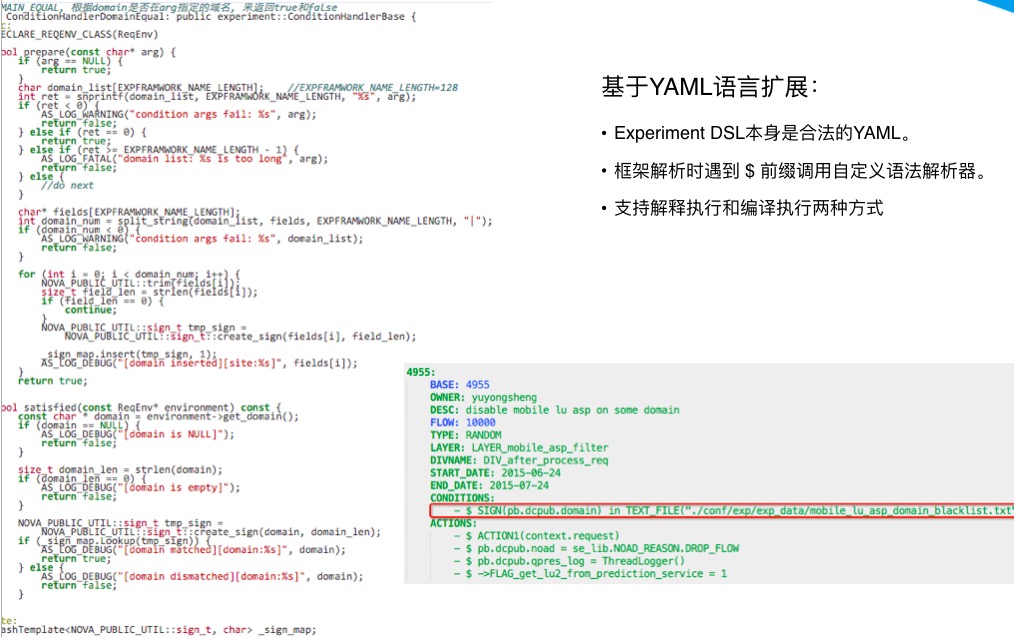 MAIN_EQUAL, 根据domain是否在arg指定的域名, 来返回true和false
ConditionHandlerDomainEqual: public experiment::ConditionHandlerBase {
c:
ECLARE_REQENV_CLASS(ReqEnv)
ool prepare(const char* arg) {
if (arg == NULL) {
return true;
}
char domain_list[EXPFRAMWORK_NAME_LENGTH]; //EXPFRAMWORK_NAME_LENGTH=128
int ret = snprintf(domain_list, EXPFRAMWORK_NAME_LENGTH, "%s", arg);
if (ret < 0) {
AS_LOG_WARNING("condition args fail: %s", arg);
return false;
} else if (ret == 0) {
return true;
} else if (ret >= EXPFRAMWORK_NAME_LENGTH - 1) {
AS_LOG_FATAL("domain list: %s is too long", arg);
return false;
} else {
//do next
}
char* fields[EXPFRAMWORK_NAME_LENGTH];
int domain_num = split_string(domain_list, fields, EXPFRAMWORK_NAME_LENGTH, "|");
if (domain_num < 0) {
AS_LOG_WARNING("condition args fail: %s", domain_list);
return false;
}
for (int i = 0; i < domain_num; i++) {
NOVA_PUBLIC_UTIL::trim(fields[i]);
size_t field_len = strlen(fields[i]);
if (field_len == 0) {
continue;
}
NOVA_PUBLIC_UTIL::sign_t tmp_sign =
NOVA_PUBLIC_UTIL::sign_t::create_sign(fields[i], field_len);
_sign_map.insert(tmp_sign, 1);
AS_LOG_DEBUG("[domain inserted][site:%s]", fields[i]);
}
return true;
ool satisfied(const ReqEnv* environment) const {
const char * domain = environment->get_domain();
if (domain == NULL) {
AS_LOG_DEBUG("[domain is NULL]");
return false;
}
size_t domain_len = strlen(domain);
if (domain_len == 0) {
AS_LOG_DEBUG("[domain is empty]");
return false;
}
NOVA_PUBLIC_UTIL::sign_t tmp_sign =
NOVA_PUBLIC_UTIL::sign_t::create_sign(domain, domain_len);
if (_sign_map.Lookup(tmp_sign)) {
AS_LOG_DEBUG("[domain matched][domain:%s]", domain);
return true;
} else {
AS_LOG_DEBUG("[domain dismatched][domain:%s]", domain);
return false;
}
te:
ashTemplate<NOVA_PUBLIC_UTIL::sign_t, char> _sign_map;
基于YAML语言扩展：
• Experiment DSL本身是合法的YAML。
• 框架解析时遇到 $ 前缀调用自定义语法解析器。
• 支持解释执行和编译执行两种方式
4955:
BASE: 4955
OWNER: yuyongsheng
DESC: disable mobile lu asp on some domain
FLOW: 10000
TYPE: RANDOM
LAYER: LAYER_mobile_asp_filter
DIVNAME: DIV_after_process_req
START_DATE: 2015-06-24
END_DATE: 2015-07-24
CONDITIONS:
- $ SIGN(pb.dcpub.domain) in TEXT_FILE("./conf/exp/exp_data/mobile_lu_asp_domain_blacklist.txt"
ACTIONS:
- $ ACTION1(context.request)
- $ pb.dcpub.noad = se_lib.NOAD_REASON.DROP_FLOW
- $ pb.dcpub.qpres_log = ThreadLogger()
- $ ->FLAG_get_lu2_from_prediction_service = 1